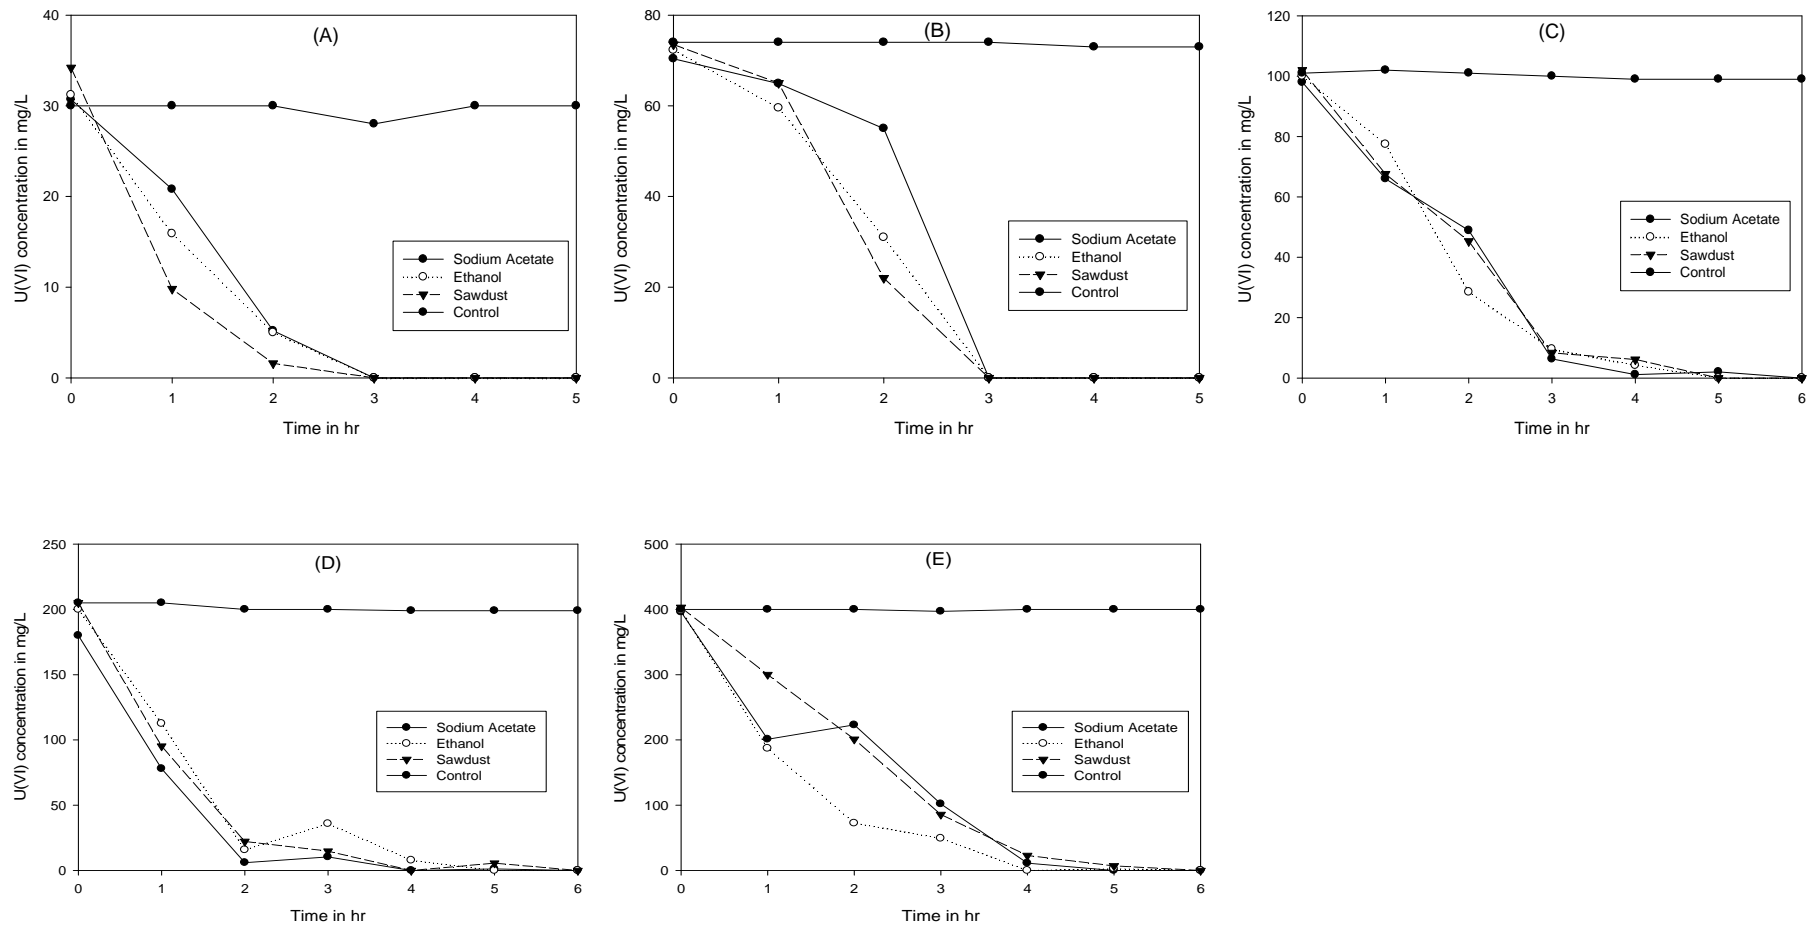 (A)
U(VI) concentration in mg/L
40
30
20
10
0
0 1 2 3 4 5
Time in hr
Sodium Acetate
Ethanol
Sawdust
Control
(B)
U(VI) concentration in mg/L
80
60
40
20
0
0 1 2 3 4 5
Time in hr
Sodium Acetate
Ethanol
Sawdust
Control
(C)
U(VI) concentration in mg/L
120
100
80
60
40
20
0
0 1 2 3 4 5 6
Time in hr
Sodium Acetate
Ethanol
Sawdust
Control
(D)
U(VI) concentration in mg/L
250
200
150
100
50
0
0 1 2 3 4 5 6
Time in hr
Sodium Acetate
Ethanol
Sawdust
Control
(E)
U(VI) concentration in mg/L
500
400
300
200
100
0
0 1 2 3 4 5 6
Time in hr
Sodium Acetate
Ethanol
Sawdust
Control